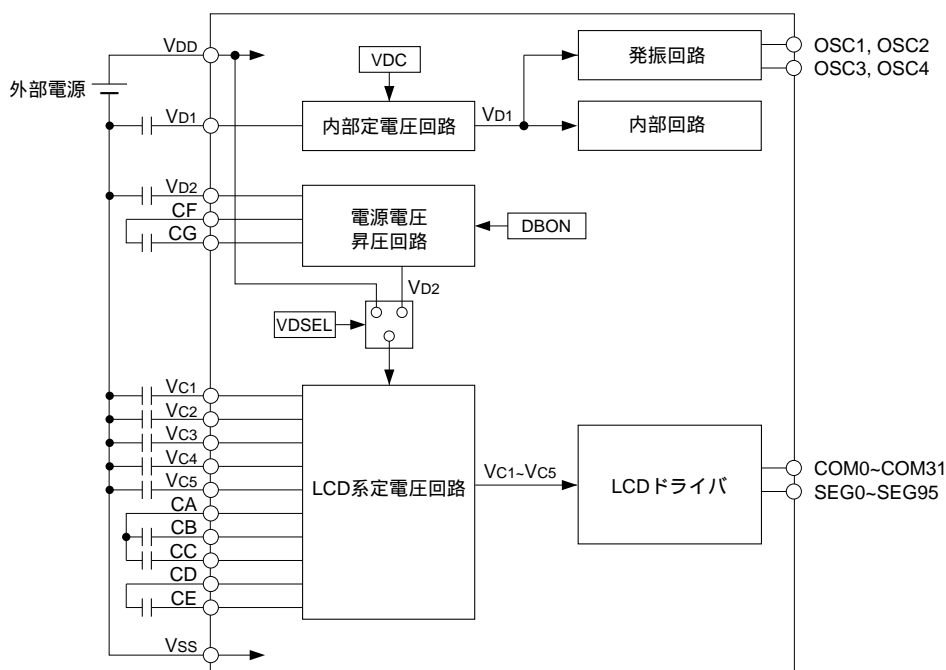 VDD
外部電源
VDC
発振回路
OSC1, OSC2
OSC3, OSC4
VD1
内部定電圧回路
VD1
内部回路
VD2
CF
CG
電源電圧
昇圧回路
DBON
VD2
VDSEL
VC1
VC2
VC3
VC4
VC5
CA
CB
CC
CD
CE
LCD系定電圧回路
VC1~VC5
LCDドライバ
COM0~COM31
SEG0~SEG95
VSS